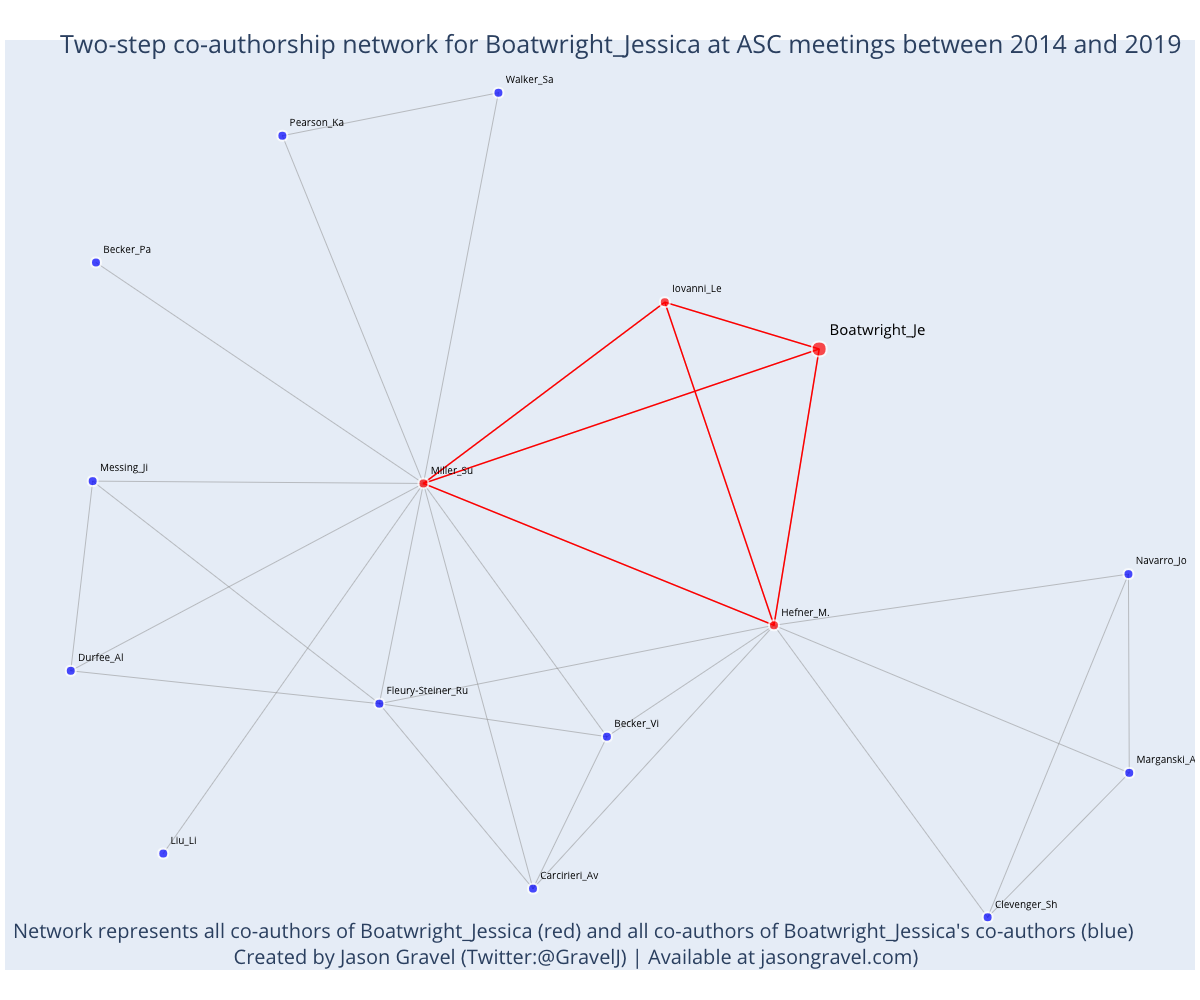 Two-step co-authorship network for Boatwright_Jessica at ASC meetings between 2014 and 2019
Walker_Sa
Pearson_Ka
Becker_Pa
Iovanni_Le
Boatwright_Je
Messing_Ji
Miller_Su
Navarro_Jo
Hefner_M.
Durfee_Al
Fleury-Steiner_Ru
Becker_Vi
Marganski_A
Liu_Li
Carcirieri_Av
Clevenger_Sh
Network represents all co-authors of Boatwright_Jessica (red) and all co-authors of Boatwright_Jessica's co-authors (blue)
Created by Jason Gravel (Twitter:@GravelJ) | Available at jasongravel.com)